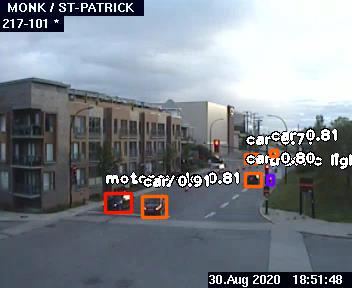 MONK / ST-PATRICK
217-101 *
car 0.81
car 0.80
motorcycle 0.81
car 0.91
30.Aug 2020 18:51:48